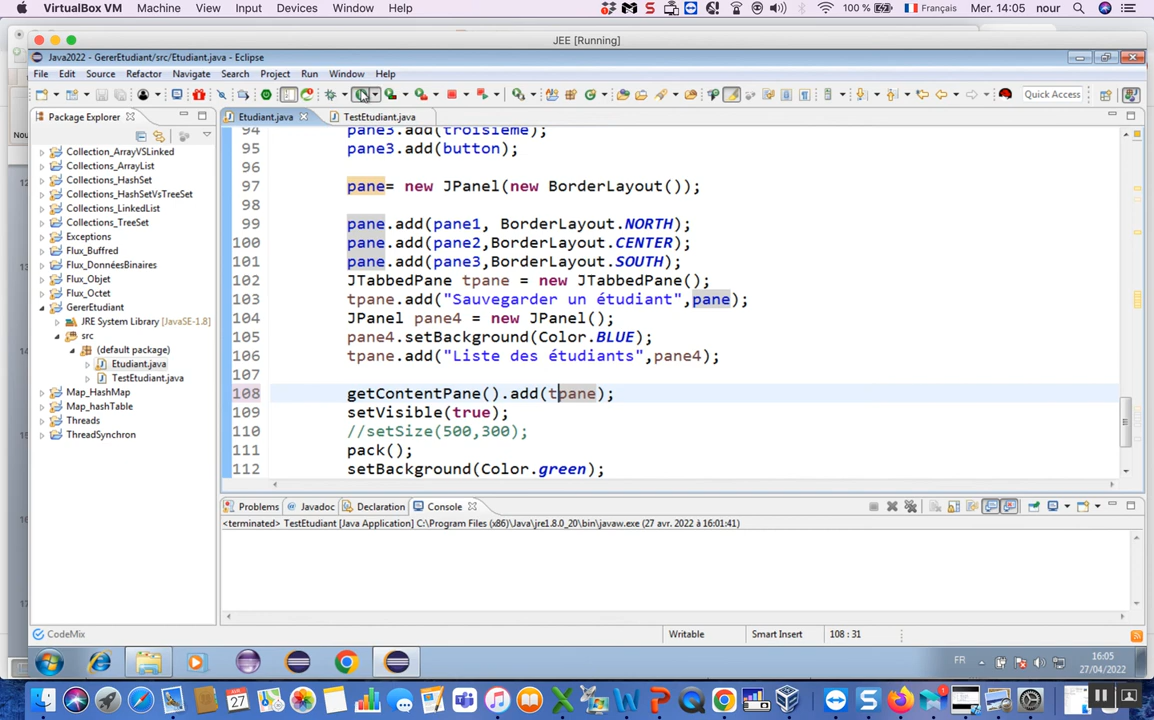 VirtualBox VM Machine View Input Devices Window Help 100 % Français Mer. 14:05 nour
JEE [Running]
Java2022 - GererEtudiant/src/Etudiant.java - Eclipse
File Edit Source Refactor Navigate Search Project Run Window Help
Quick Access
Package Explorer
Etudiant.java TestEtudiant.java
Collection_ArrayVSLinked
Collections_ArrayList
Collections_HashSet
Collections_HashSetVsTreeSet
Collections_LinkedList
Collections_TreeSet
Exceptions
Flux_Buffred
Flux_DonnéesBinaires
Flux_Objet
Flux_Octet
GererEtudiant
JRE System Library [JavaSE-1.8]
src
(default package)
Etudiant.java
TestEtudiant.java
Map_HashMap
Map_hashTable
Threads
ThreadSynchron
94 pane3.add(troisieme);
95 pane3.add(button);
96
97 pane= new JPanel(new BorderLayout());
98
99 pane.add(pane1, BorderLayout.NORTH);
100 pane.add(pane2,BorderLayout.CENTER);
101 pane.add(pane3,BorderLayout.SOUTH);
102 JTabbedPane tpane = new JTabbedPane();
103 tpane.add("Sauvegarder un étudiant",pane);
104 JPanel pane4 = new JPanel();
105 pane4.setBackground(Color.BLUE);
106 tpane.add("Liste des étudiants",pane4);
107
108 getContentPane().add(tpane);
109 setVisible(true);
110 //setSize(500,300);
111 pack();
112 setBackground(Color.green);
Problems Javadoc Declaration Console
<terminated> TestEtudiant [Java Application] C:\Program Files (x86)\Java\jre1.8.0_20\bin\javaw.exe (27 avr. 2022 à 16:01:41)
CodeMix
Writable Smart Insert 108 : 31
FR 16:05
27/04/2022